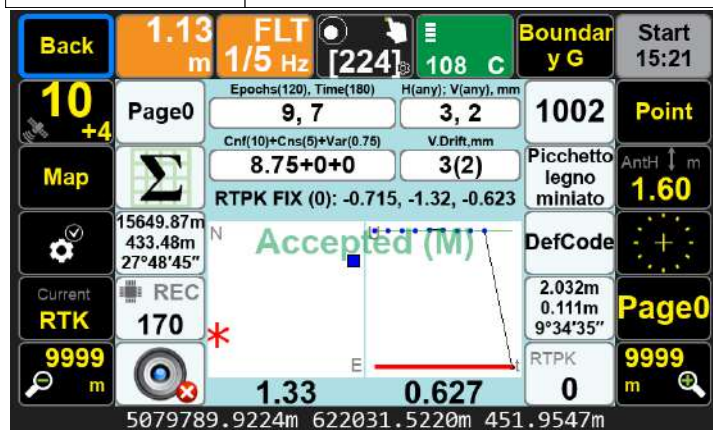 Back
1.13
m
FLT
1/5 Hz
[224]
108 C
Boundar
y G
Start
15:21
10
+4
Page0
Epochs(120), Time(180)
9, 7
H(any); V(any), mm
3, 2
1002
Point
Map
Σ
Cnf(10)+Cns(5)+Var(0.75)
8.75+0+0
V.Drift,mm
3(2)
RTPK FIX (0): -0.715, -1.32, -0.623
Picchetto
legno
miniato
AntH m
1.60
15649.87m
433.48m
27°48'45"
N
U
Accepted (M)
DefCode
Current
RTK
REC
170
2.032m
0.111m
9°34'35"
Page0
E
t
9999
m
1.33
0.627
RTPK
0
9999
m
5079789.9224m 622031.5220m 451.9547m